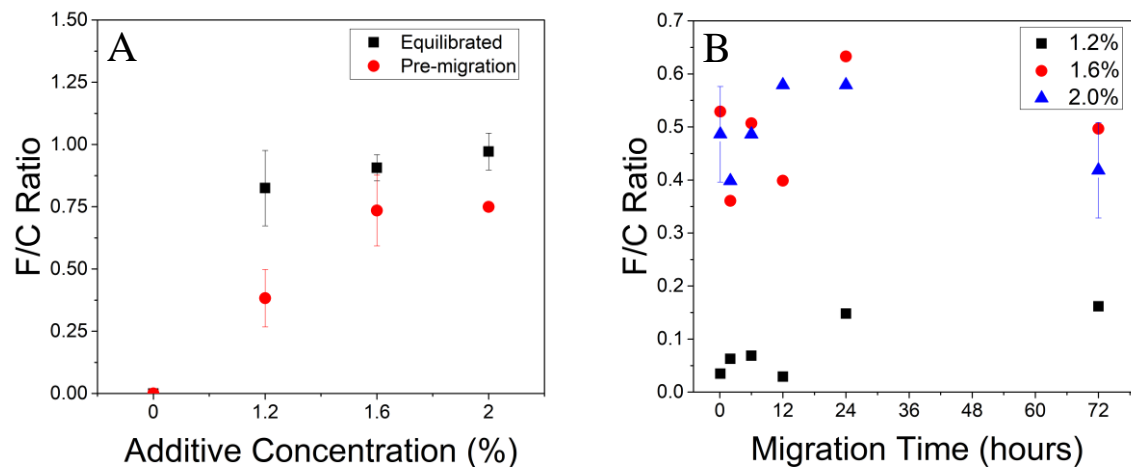 A
Equilibrated
Pre-migration
1.50
1.25
1.00
0.75
0.50
0.25
0.00
F/C Ratio
0 1.2 1.6 2
Additive Concentration (%)
B
1.2%
1.6%
2.0%
0.7
0.6
0.5
0.4
0.3
0.2
0.1
0.0
F/C Ratio
0 12 24 36 48 60 72
Migration Time (hours)